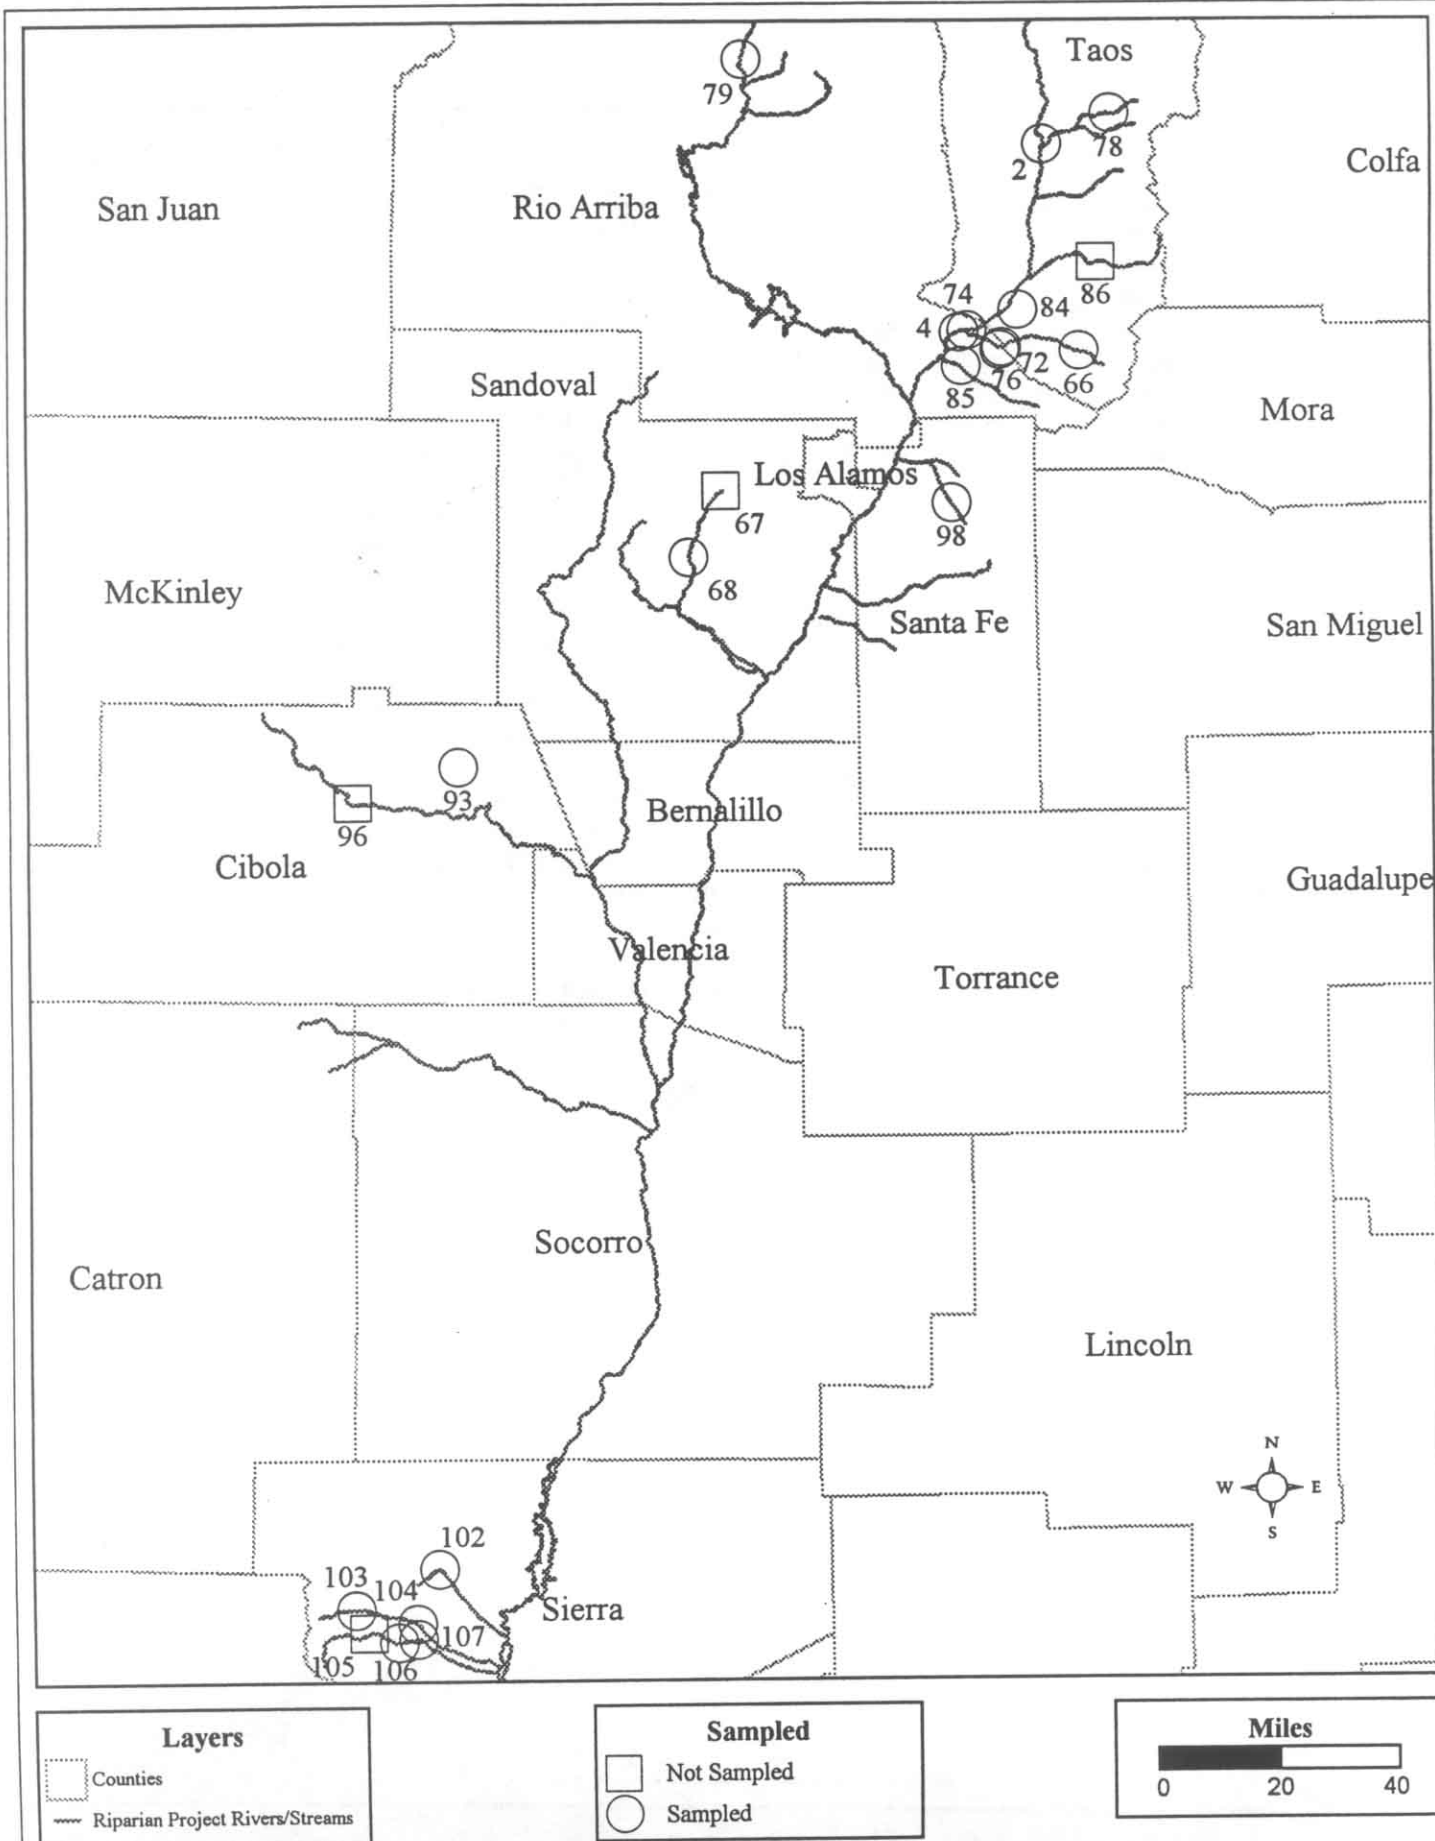 Taos
79
78
2
Colfa
San Juan
Rio Arriba
86
74
84
4
72
76
66
85
Sandoval
Mora
Los Alamos
67
98
68
McKinley
Santa Fe
San Miguel
93
96
Bernalillo
Cibola
Guadalupe
Valencia
Torrance
Socorro
Catron
Lincoln
N
W E
S
102
103
104
Sierra
107
105
106
Layers
Counties
Riparian Project Rivers/Streams
Sampled
Not Sampled
Sampled
Miles
0 20 40